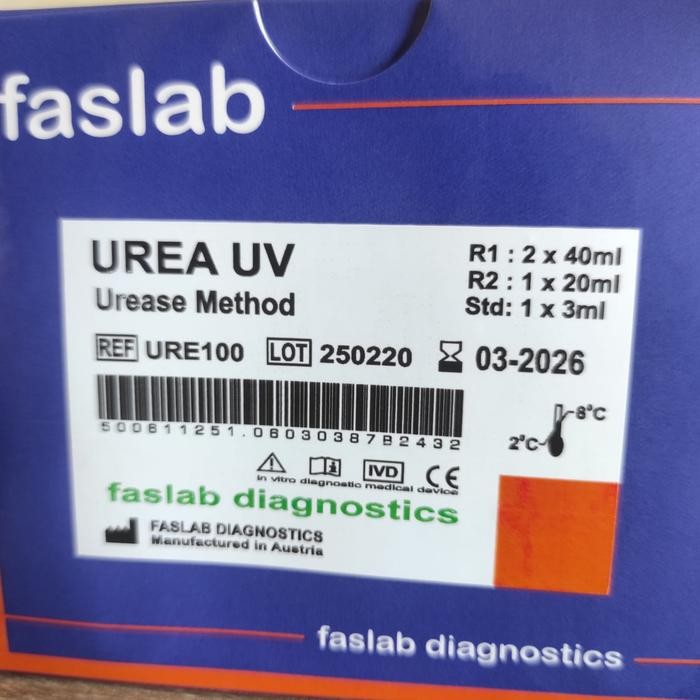 faslab
UREA UV
Urease Method
R1 : 2 x 40ml
R2 : 1 x 20ml
Std: 1 x 3ml
REF URE100 LOT 250220 03-2026
500611251.06030387B2432
8°C
2°C
IVD CE
in vitro diagnostic medical device
faslab diagnostics
FASLAB DIAGNOSTICS
Manufactured in Austria
faslab diagnostics